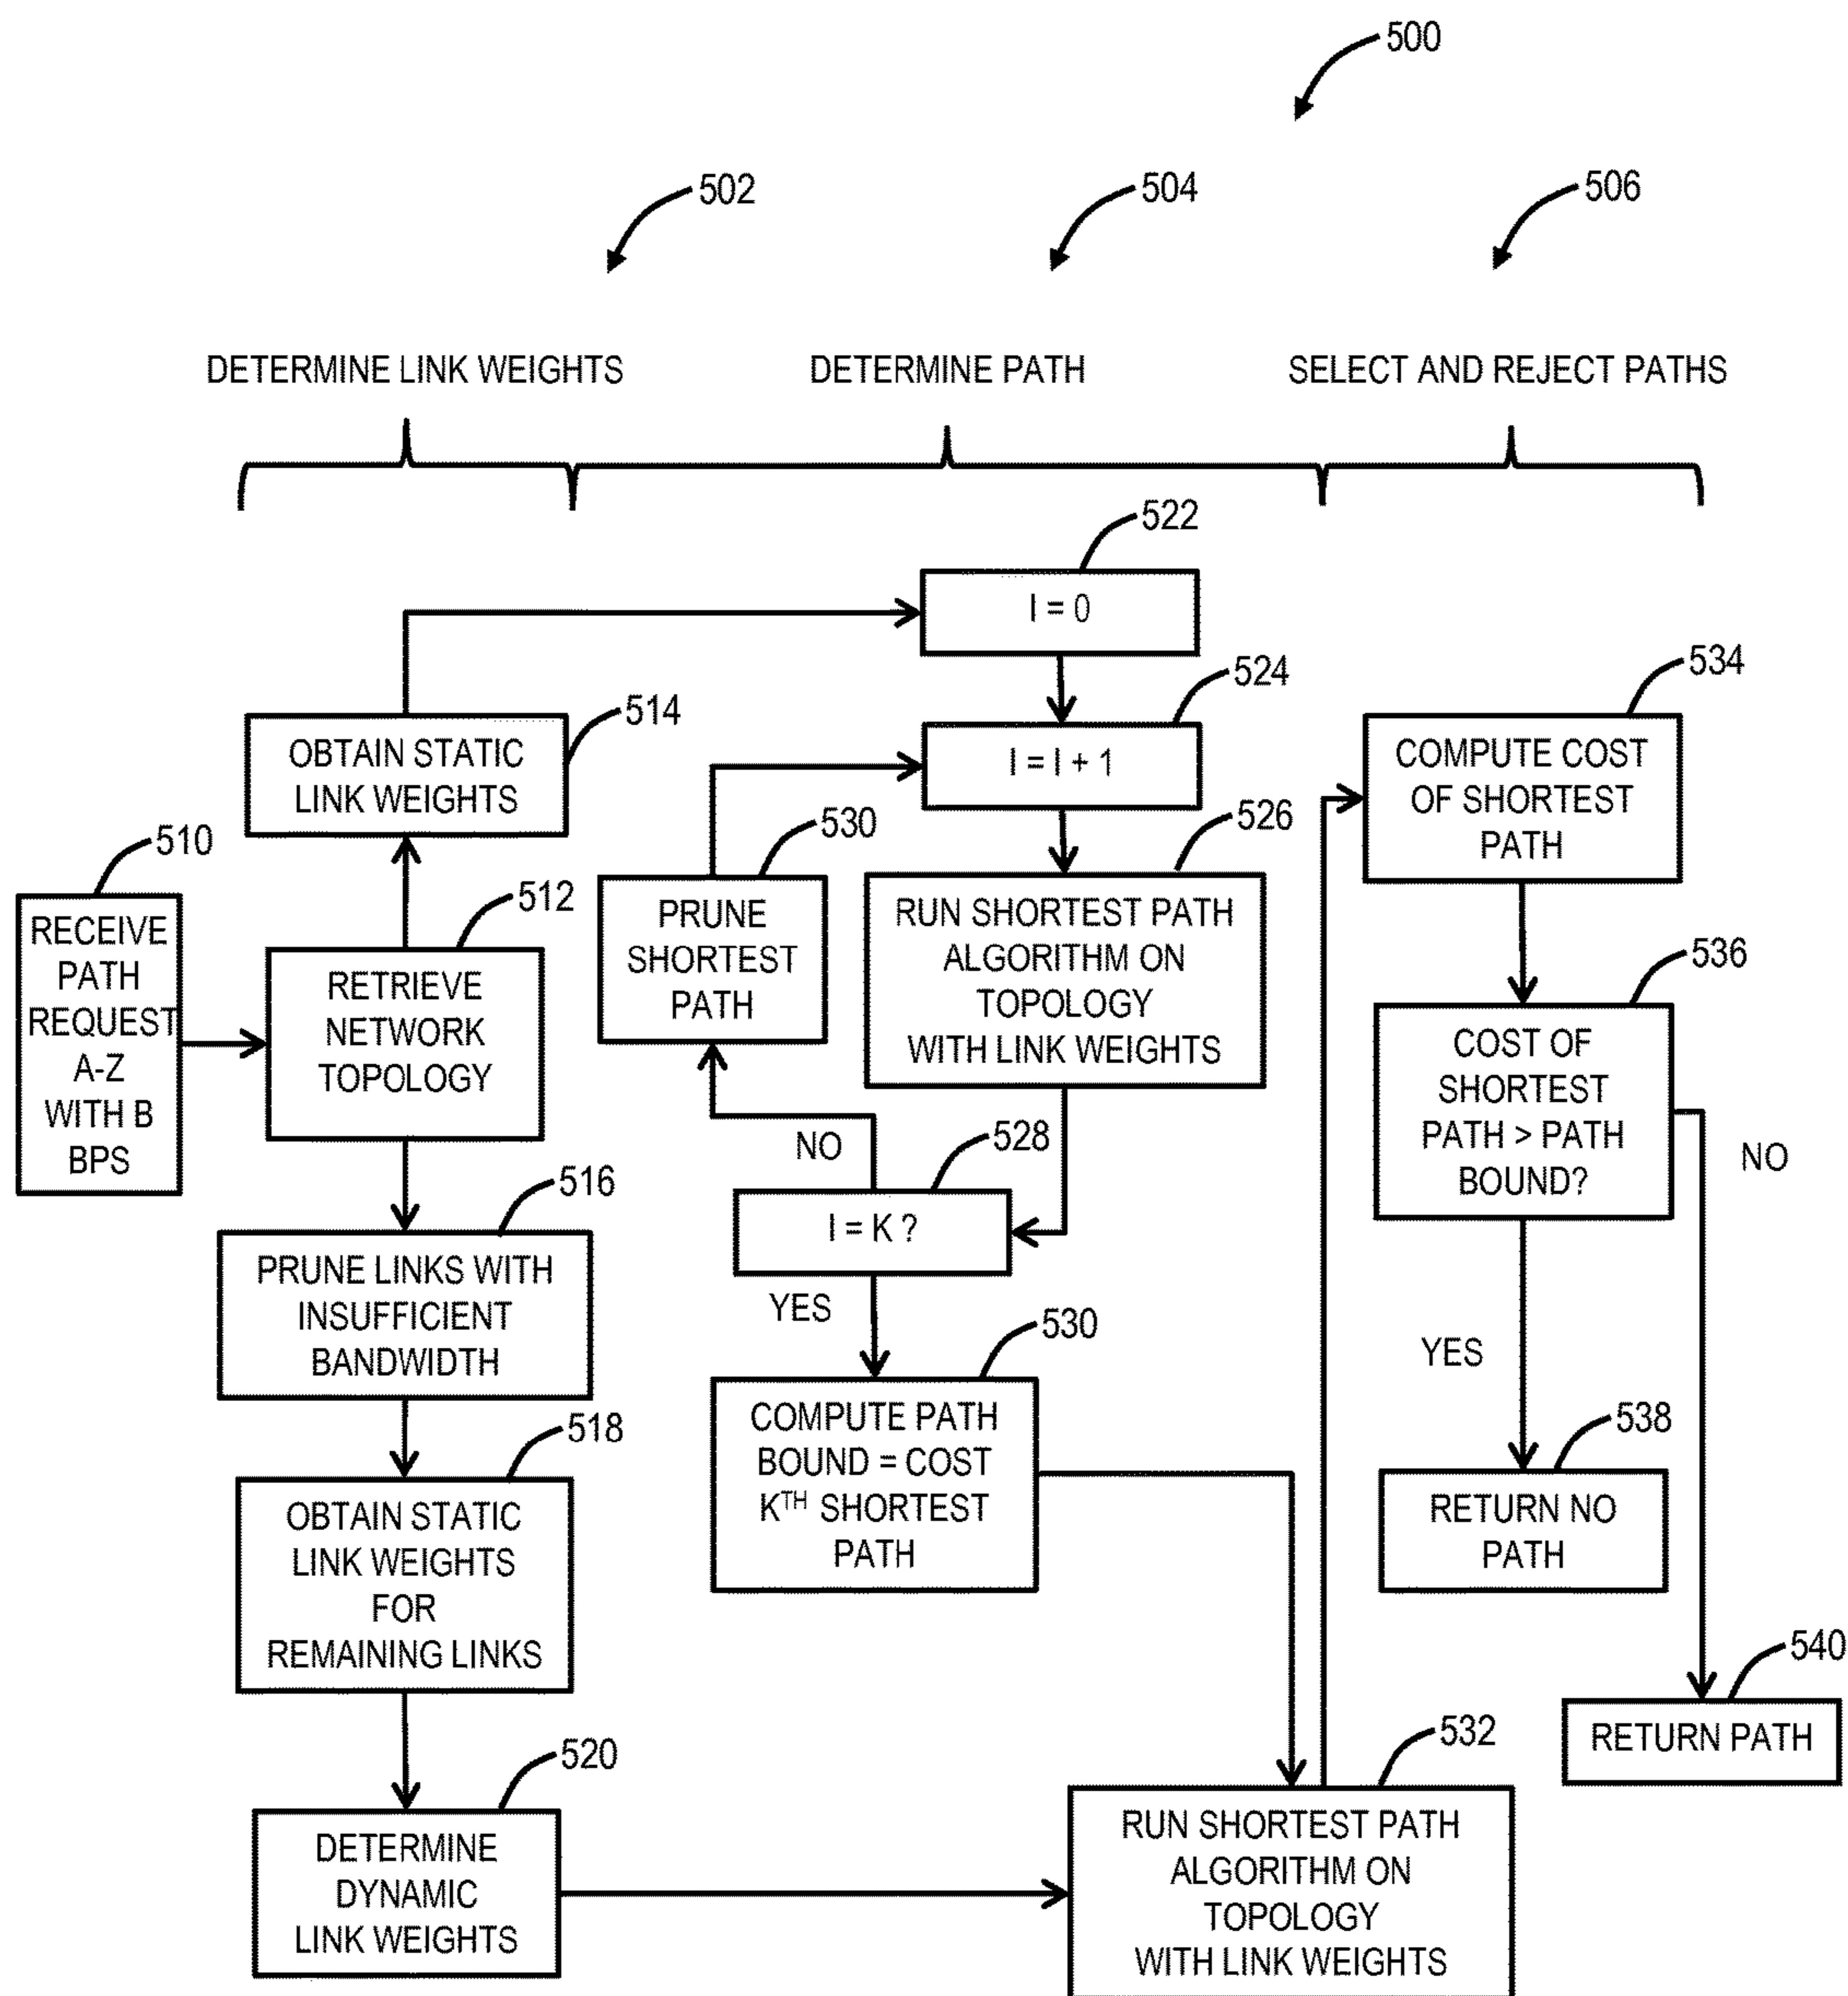 500
502
504
506
DETERMINE LINK WEIGHTS
DETERMINE PATH
SELECT AND REJECT PATHS
522
I = 0
524
I = I + 1
534
COMPUTE COST
OF SHORTEST
PATH
514
OBTAIN STATIC
LINK WEIGHTS
530
PRUNE
SHORTEST
PATH
526
RUN SHORTEST PATH
ALGORITHM ON
TOPOLOGY
WITH LINK WEIGHTS
510
RECEIVE
PATH
REQUEST
A-Z
WITH B
BPS
512
RETRIEVE
NETWORK
TOPOLOGY
536
COST OF
SHORTEST
PATH > PATH
BOUND?
NO
NO
528
I = K ?
YES
516
PRUNE LINKS WITH
INSUFFICIENT
BANDWIDTH
530
COMPUTE PATH
BOUND = COST
KTH SHORTEST
PATH
YES
538
RETURN NO
PATH
518
OBTAIN STATIC
LINK WEIGHTS
FOR
REMAINING LINKS
540
RETURN PATH
520
DETERMINE
DYNAMIC
LINK WEIGHTS
532
RUN SHORTEST PATH
ALGORITHM ON
TOPOLOGY
WITH LINK WEIGHTS